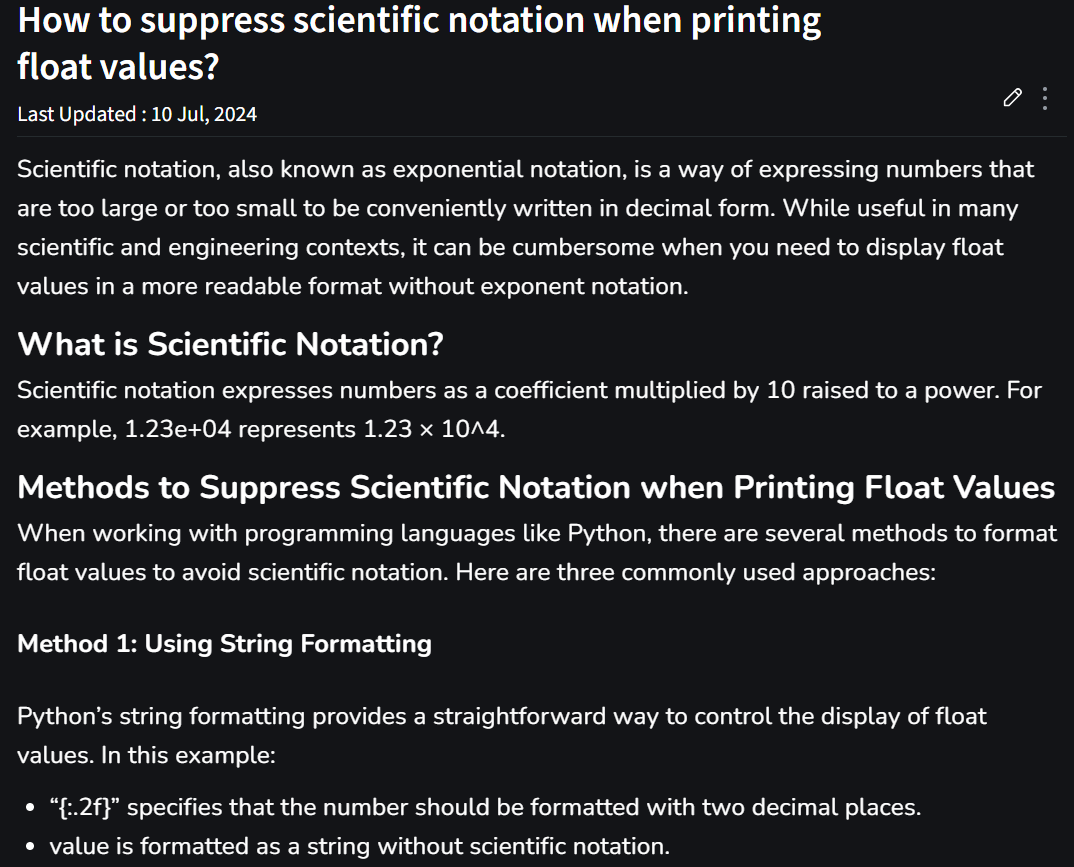 How to suppress scientific notation when printing
float values?
Last Updated : 10 Jul, 2024
Scientific notation, also known as exponential notation, is a way of expressing numbers that
are too large or too small to be conveniently written in decimal form. While useful in many
scientific and engineering contexts, it can be cumbersome when you need to display float
values in a more readable format without exponent notation.
What is Scientific Notation?
Scientific notation expresses numbers as a coefficient multiplied by 10 raised to a power. For
example, 1.23e+04 represents 1.23 × 10^4.
Methods to Suppress Scientific Notation when Printing Float Values
When working with programming languages like Python, there are several methods to format
float values to avoid scientific notation. Here are three commonly used approaches:
Method 1: Using String Formatting
Python’s string formatting provides a straightforward way to control the display of float
values. In this example:
• “{:.2f}” specifies that the number should be formatted with two decimal places.
• value is formatted as a string without scientific notation.